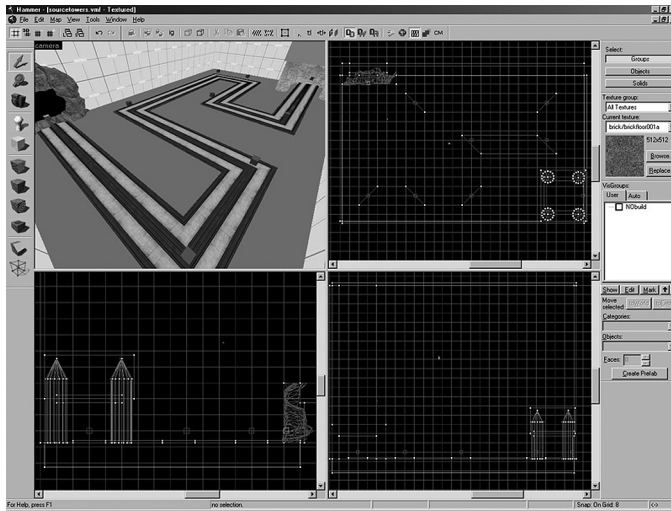 Hammer - [sourcetowers.vmf - Textured]
File Edit Map View Tools Window Help
CM
camera
Select:
Groups
Objects
Solids
Texture group:
All Textures
Current texture:
brick/brickfloor001a
512x512
Browse
Replace
VisGroups:
User Auto
NObuild
Show Edit Mark
Move
selected:
toWorld
Categories:
Objects:
Faces:
Create Prefab
For Help, press F1 no selection. Snap: On Grid: 8